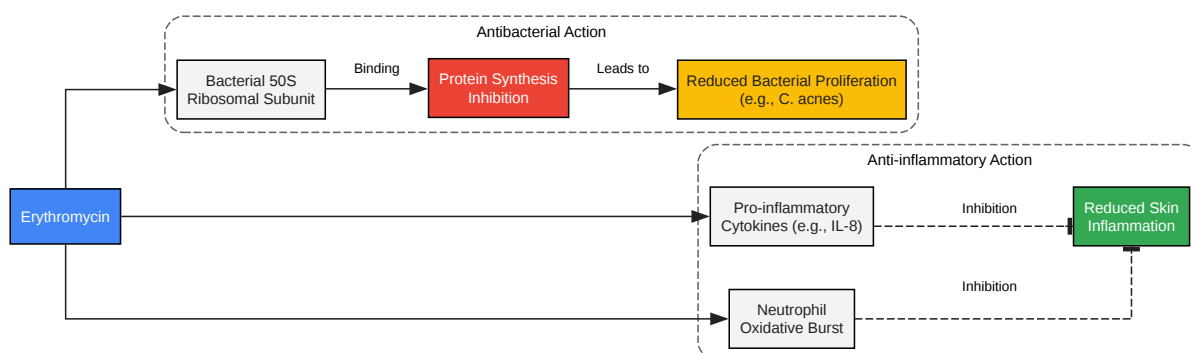 Antibacterial Action
Bacterial 50S
Ribosomal Subunit
Binding
Protein Synthesis
Inhibition
Leads to
Reduced Bacterial Proliferation
(e.g., C. acnes)
Anti-inflammatory Action
Erythromycin
Pro-inflammatory
Cytokines (e.g., IL-8)
Inhibition
Reduced Skin
Inflammation
Neutrophil
Oxidative Burst
Inhibition